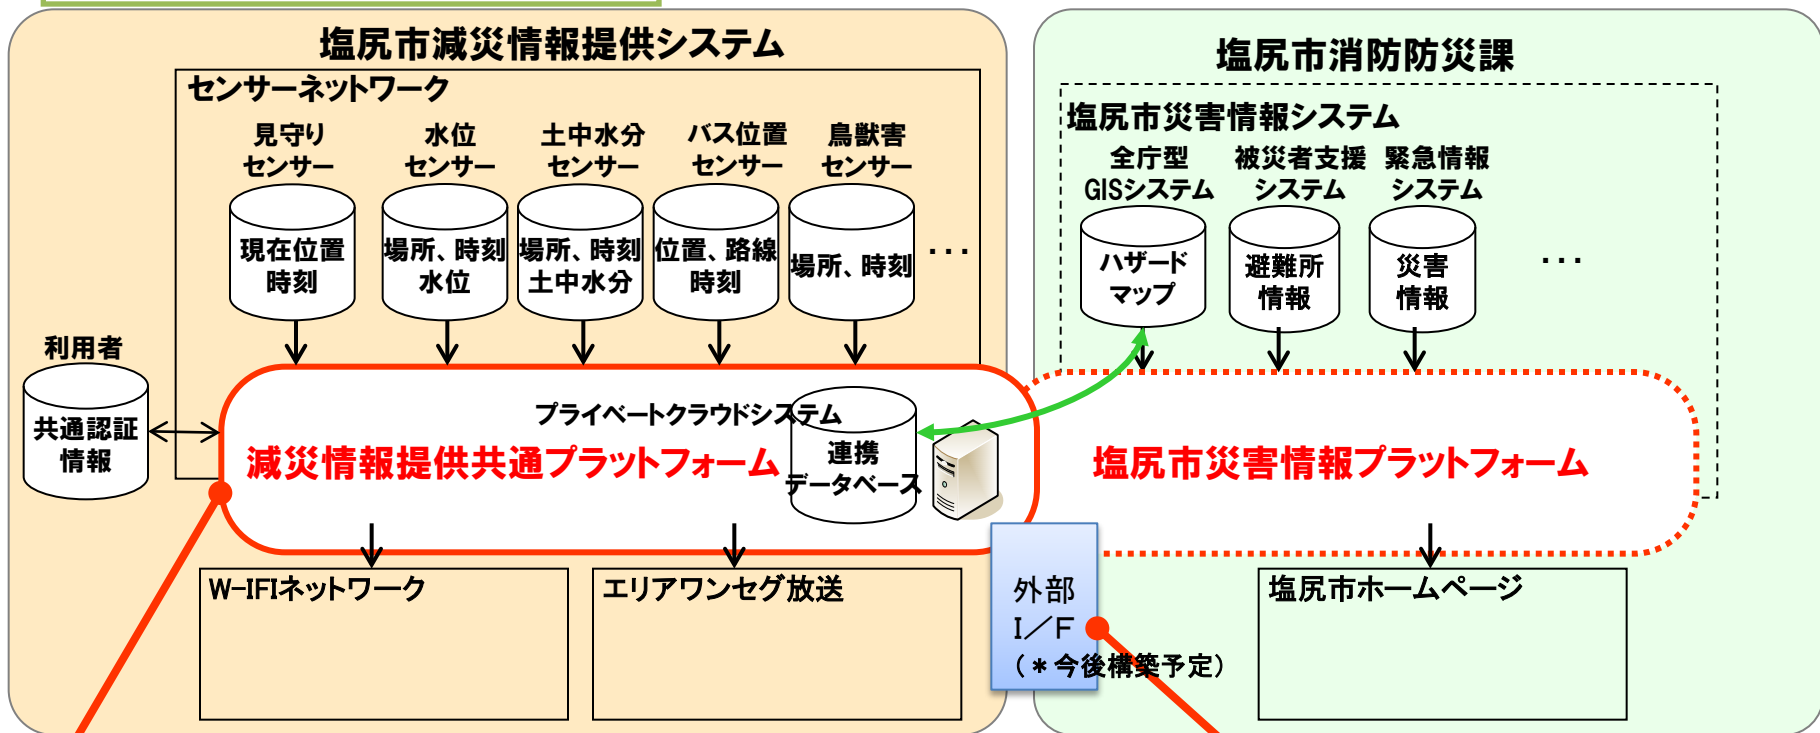 塩尻市減災情報提供システム
センサーネットワーク
見守り
センサー
水位
センサー
土中水分
センサー
バス位置
センサー
鳥獣害
センサー
現在位置
時刻
場所、時刻
水位
場所、時刻
土中水分
位置、路線
時刻
場所、時刻
・・・
利用者
共通認証
情報
プライベートクラウドシステム
減災情報提供共通プラットフォーム
連携
データベース
W-IFIネットワーク
エリアワンセグ放送
外部
I/F
(*今後構築予定)
塩尻市消防防災課
塩尻市災害情報システム
全庁型
GISシステム
被災者支援
システム
緊急情報
システム
ハザード
マップ
避難所
情報
災害
情報
・・・
塩尻市災害情報プラットフォーム
塩尻市ホームページ